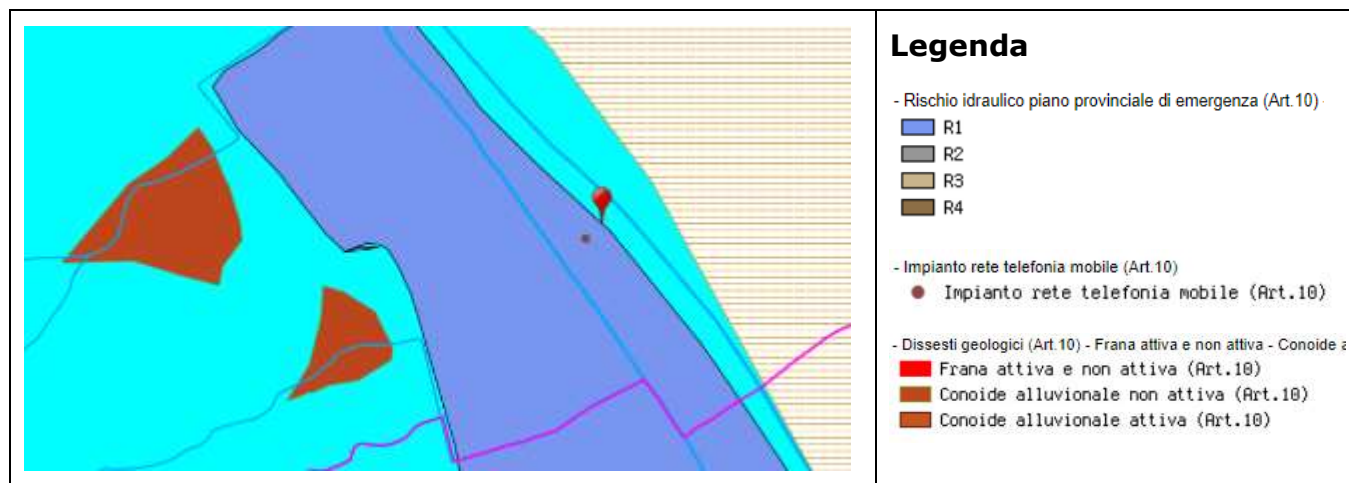 Legenda
- Rischio idraulico piano provinciale di emergenza (Art.10)
R1
R2
R3
R4
- Impianto rete telefonia mobile (Art.10)
Impianto rete telefonia mobile (Art.10)
- Dissesti geologici (Art.10) - Frana attiva e non attiva - Conoide
Frana attiva e non attiva (Art.10)
Conoide alluvionale non attiva (Art.10)
Conoide alluvionale attiva (Art.10)